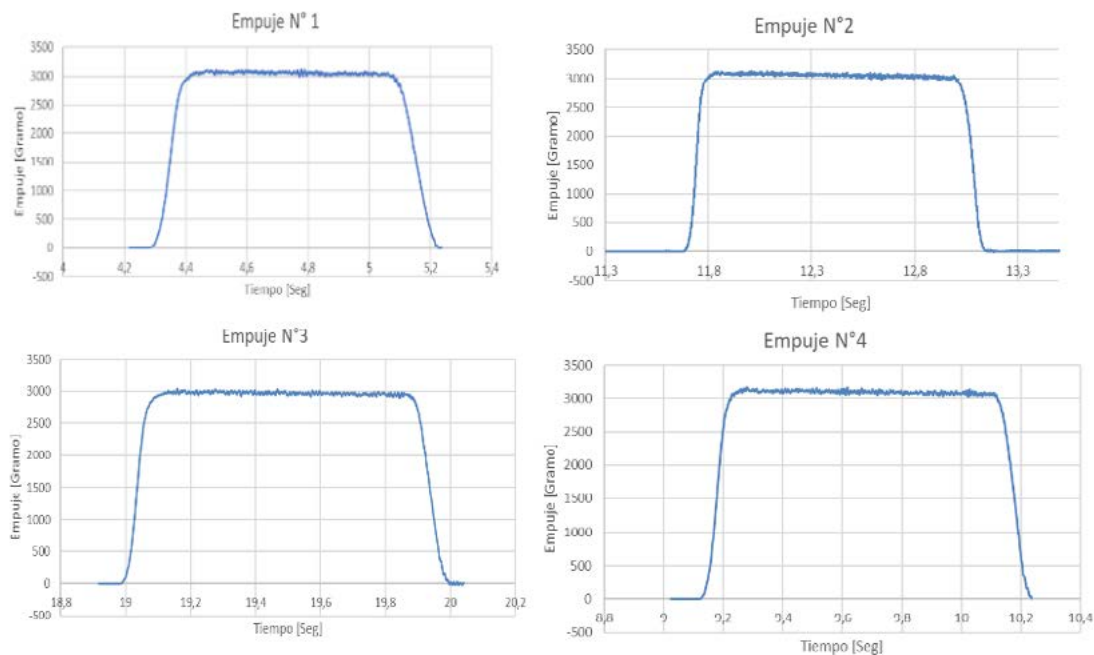 Empuje N° 1
3500
3000
2500
2000
1500
1000
500
0
-500
4 4,2 4,4 4,6 4,8 5 5,2 5,4
Empuje [Gramo]
Tiempo [Seg]
Empuje N°2
3500
3000
2500
2000
1500
1000
500
0
-500
11,3 11,8 12,3 12,8 13,3
Empuje [Gramo]
Tiempo [Seg]
Empuje N°3
3500
3000
2500
2000
1500
1000
500
0
-500
18,8 19 19,2 19,4 19,6 19,8 20 20,2
Empuje [Gramo]
Tiempo [Seg]
Empuje N°4
3500
3000
2500
2000
1500
1000
500
0
-500
8,8 9 9,2 9,4 9,6 9,8 10 10,2 10,4
Empuje [Gramo]
Tiempo [Seg]